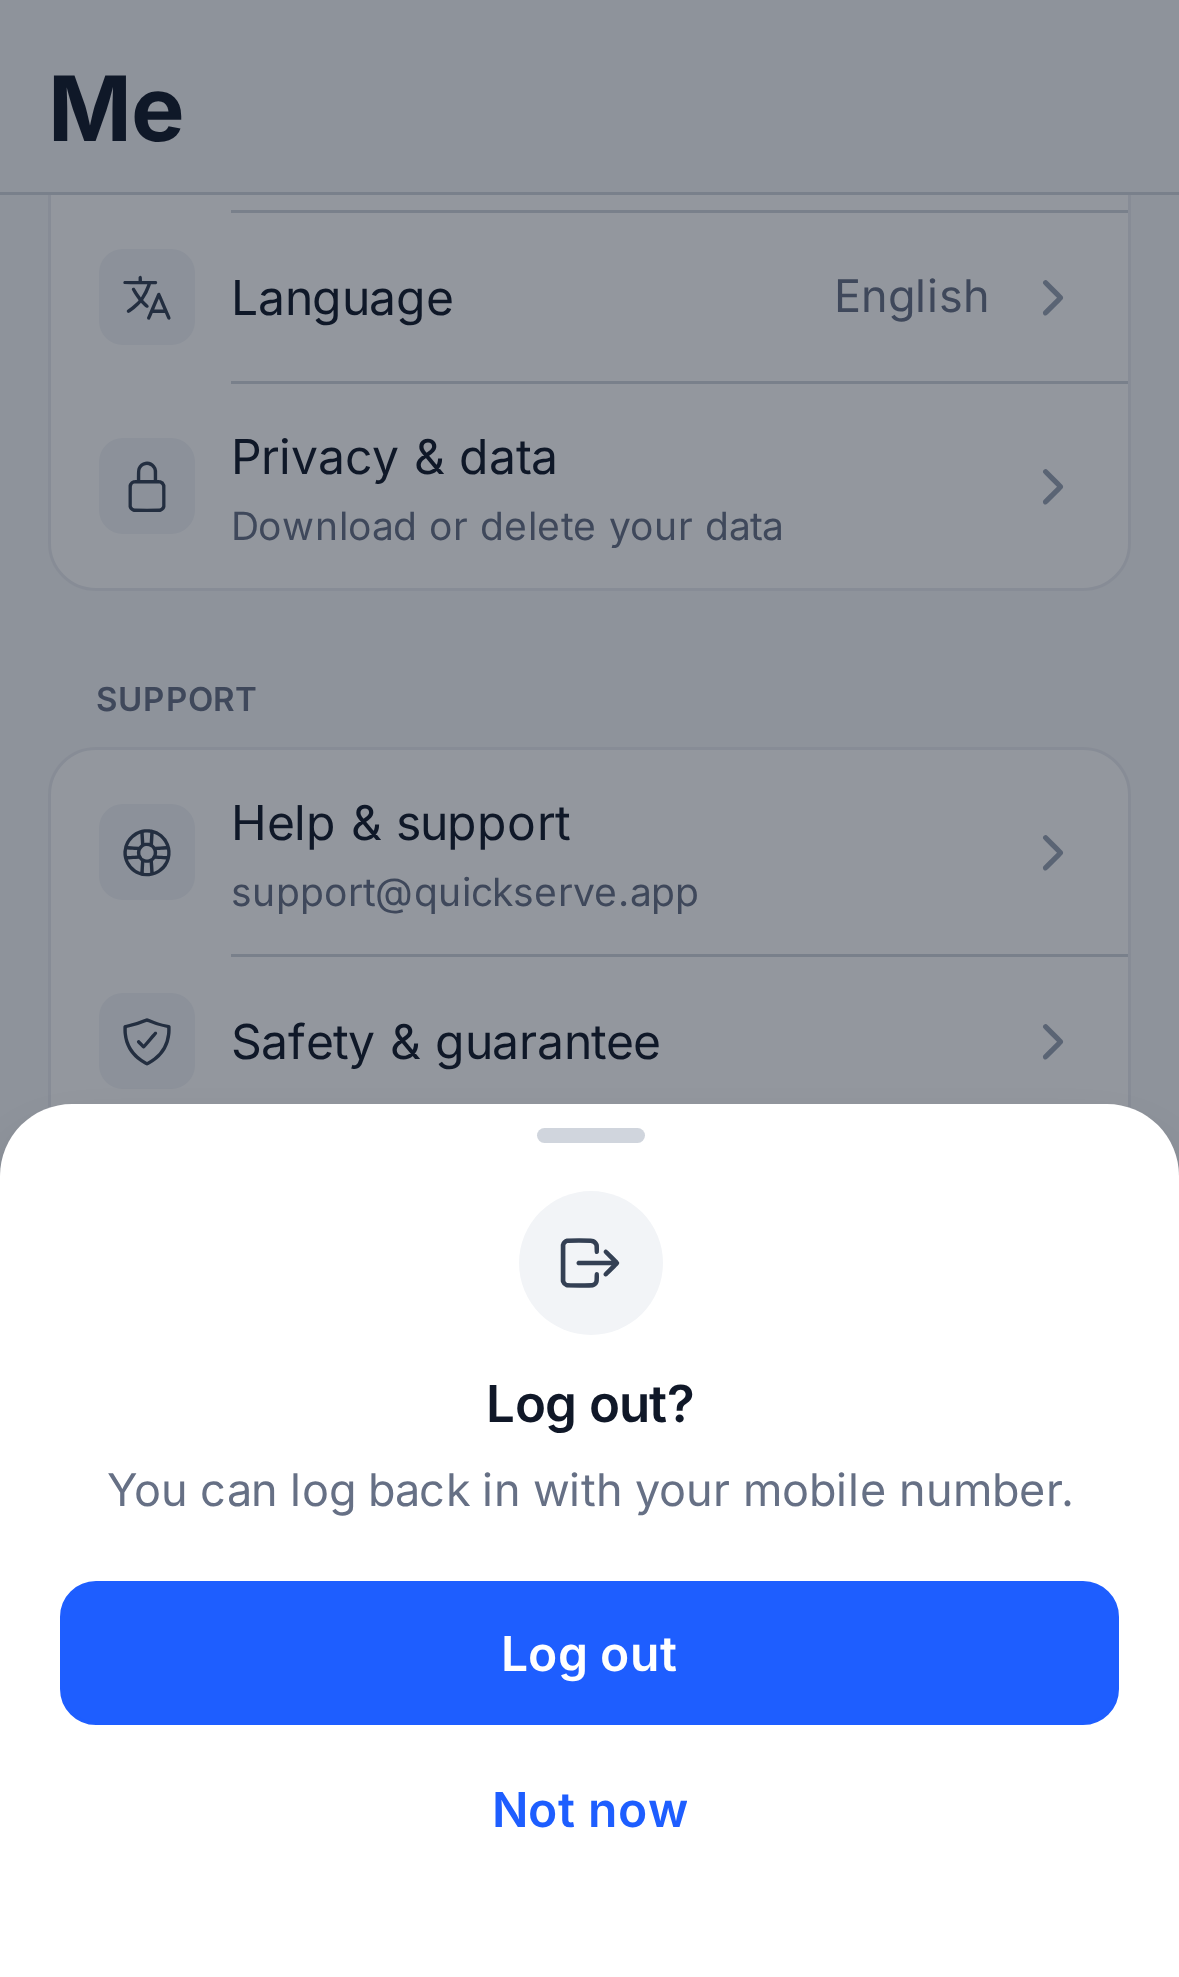 Me
Language
English
Privacy & data
Download or delete your data
SUPPORT
Help & support
support@quickserve.app
Safety & guarantee
Log out?
You can log back in with your mobile number.
Log out
Not now